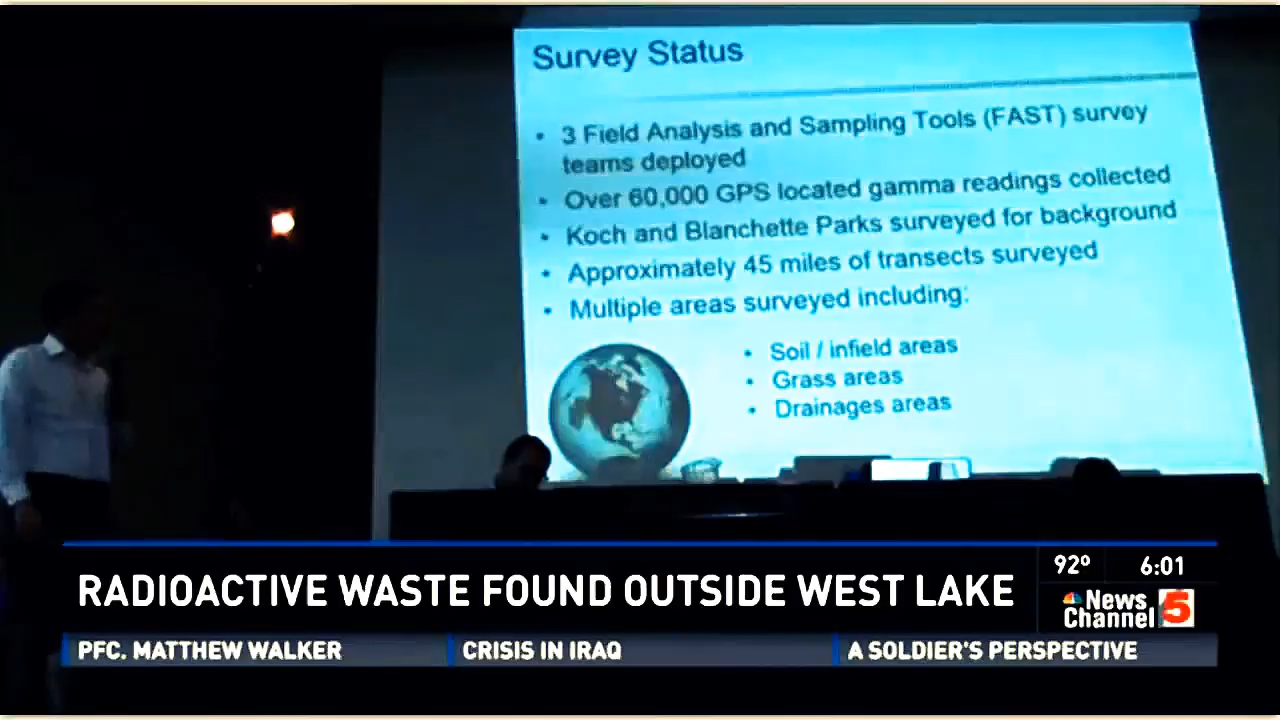 Survey Status
• 3 Field Analysis and Sampling Tools (FAST) survey
teams deployed
• Over 60,000 GPS located gamma readings collected
• Koch and Blanchette Parks surveyed for background
• Approximately 45 miles of transects surveyed
• Multiple areas surveyed including:
• Soil / infield areas
• Grass areas
• Drainages areas
RADIOACTIVE WASTE FOUND OUTSIDE WEST LAKE
92º 6:01
News
Channel 5
PFC. MATTHEW WALKER CRISIS IN IRAQ A SOLDIER'S PERSPECTIVE